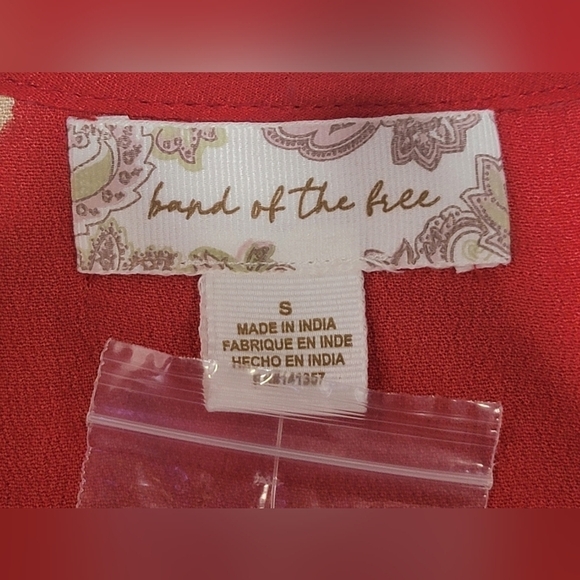 band of the free
S
MADE IN INDIA
FABRIQUE EN INDE
HECHO EN INDIA